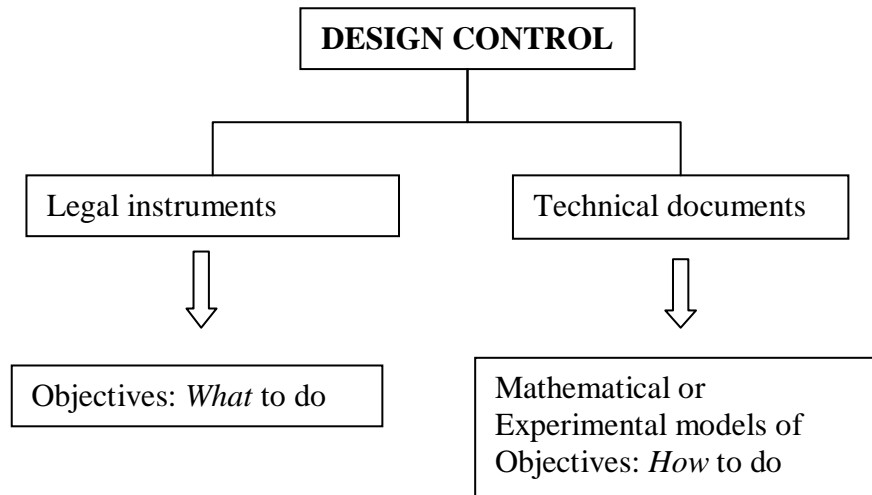 DESIGN CONTROL
Legal instruments
Technical documents
Objectives: What to do
Mathematical or
Experimental models of
Objectives: How to do